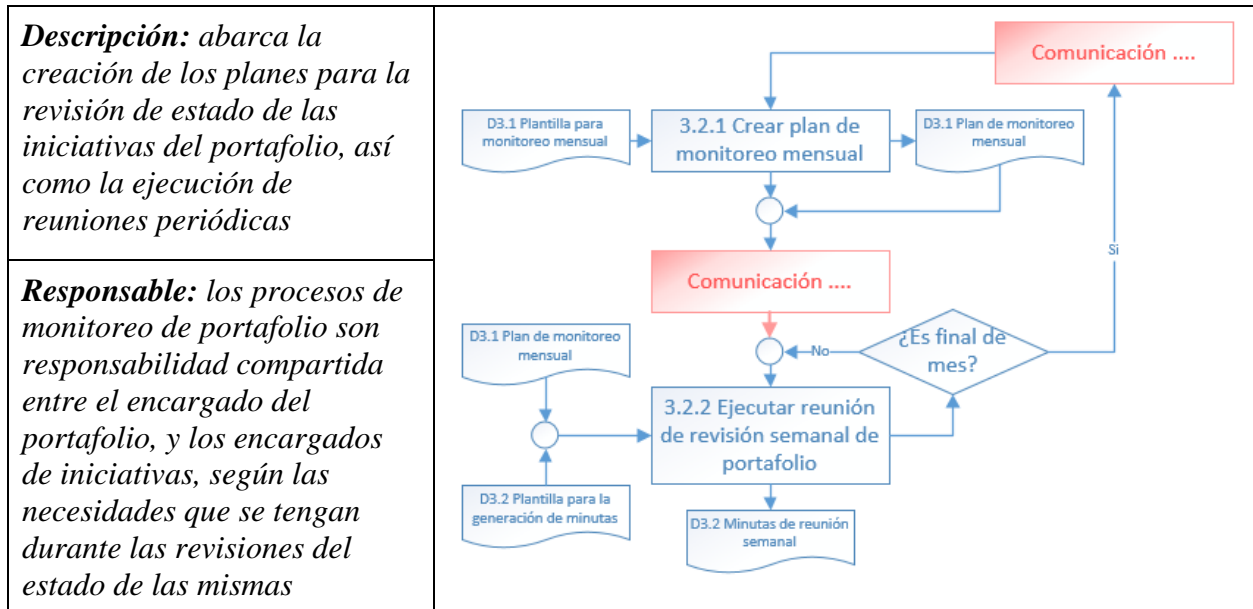 Descripción: abarca la
creación de los planes para la
revisión de estado de las
iniciativas del portafolio, así
como la ejecución de
reuniones periódicas
Responsable: los procesos de
monitoreo de portafolio son
responsabilidad compartida
entre el encargado del
portafolio, y los encargados
de iniciativas, según las
necesidades que se tengan
durante las revisiones del
estado de las mismas
Comunicación ....
D3.1 Plantilla para
monitoreo mensual
3.2.1 Crear plan de
monitoreo mensual
D3.1 Plan de monitoreo
mensual
Si
Comunicación ....
D3.1 Plan de monitoreo
mensual
No
¿Es final de
mes?
3.2.2 Ejecutar reunión
de revisión semanal de
portafolio
D3.2 Plantilla para la
generación de minutas
D3.2 Minutas de reunión
semanal